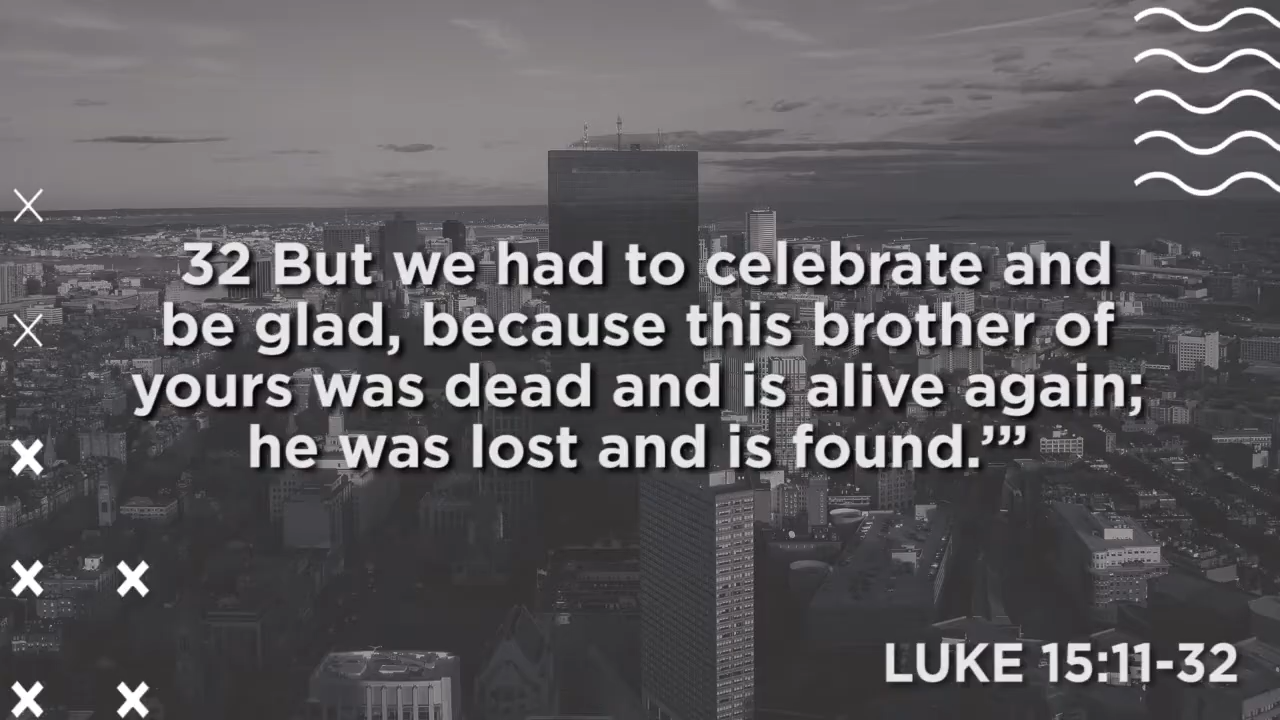 32 But we had to celebrate and
be glad, because this brother of
yours was dead and is alive again;
he was lost and is found.’”
LUKE 15:11-32